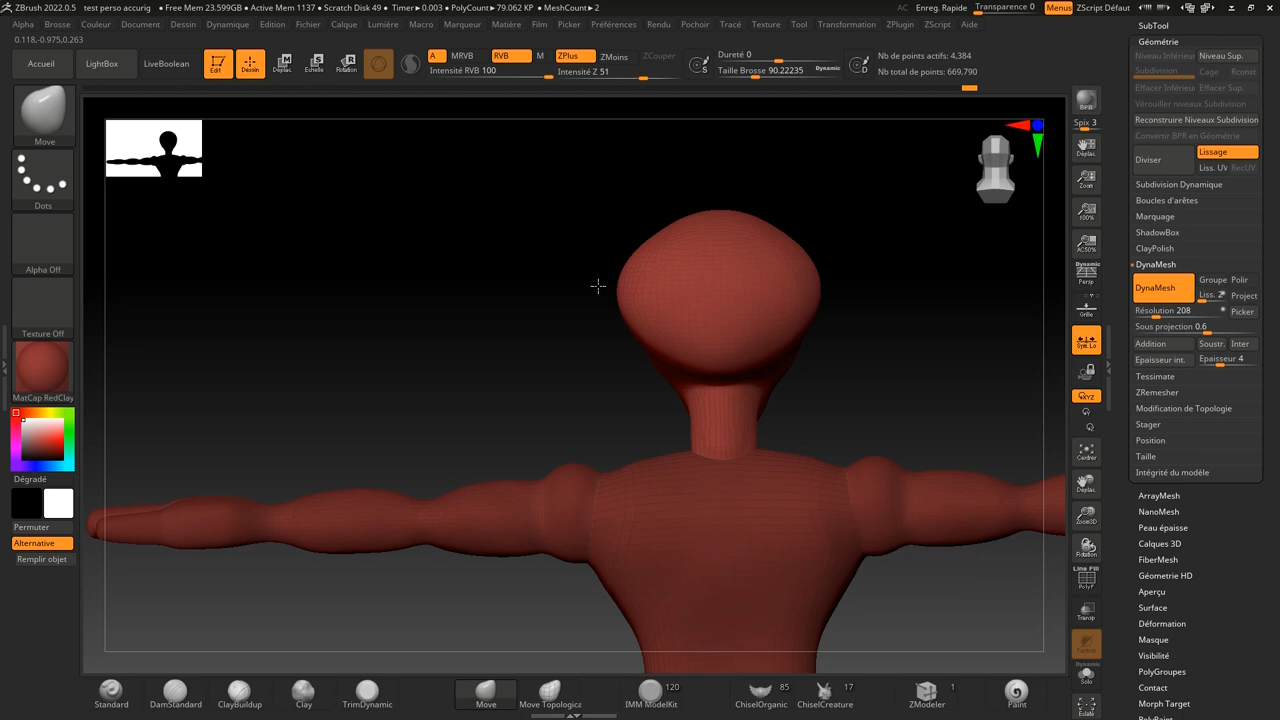 ZBrush 2022.0.5 test perso accurig • Free Mem 23.599GB • Active Mem 1137 • Scratch Disk 49 • Timer▸0.003 • PolyCount▸79.062 KP • MeshCount▸2 AC Enreg. Rapide Transparence 0 Menus ZScript Défaut
Alpha Brosse Couleur Document Dessin Dynamique Edition Fichier Calque Lumière Macro Marqueur Matière Film Picker Préférences Rendu Pochoir Tracé Texture Tool Transformation ZPlugin ZScript Aide
0.118,-0.975,0.263
Accueil LightBox LiveBoolean
Edit Dessin Déplac. Echelle Rotation
A MRVB RVB M ZPlus ZMoins ZCouper
Intensité RVB 100 Intensité Z 51
Dureté 0
Taille Brosse 90.22235 Dynamic
Nb de points actifs: 4,384
Nb total de points: 669,790
Move
Dots
Alpha Off
Texture Off
MatCap RedClay
Dégradé
Permuter
Alternative
Remplir objet
BPR
Spix 3
Déplac.
Zoom
100%
AC50%
Dynamic
Persp
Grille
Sym. Lo
XYZ
Centrer
Déplac.
Zoom3D
Rotation
Line Fill
PolyF
Transp
Dynamic
Solo
Eclaté
SubTool
Géométrie
Niveau Inférieur Niveau Sup.
Subdivision Cage Rconst
Effacer Inférieu Effacer Sup.
Vérouiller niveaux Subdivision
Reconstruire Niveaux Subdivision
Convertir BPR en Géométrie
Diviser Lissage
Liss. UV RecUV
Subdivision Dynamique
Boucles d'arêtes
Marquage
ShadowBox
ClayPolish
DynaMesh
DynaMesh Groupe Polir
Liss. 2 Project
Résolution 208 Picker
Sous projection 0.6
Addition Soustr. Inter
Epaisseur int. Epaisseur 4
Tessimate
ZRemesher
Modification de Topologie
Stager
Position
Taille
Intégrité du modèle
ArrayMesh
NanoMesh
Peau épaisse
Calques 3D
FiberMesh
Géometrie HD
Aperçu
Surface
Déformation
Masque
Visibilité
PolyGroupes
Contact
Morph Target
Standard DamStandard ClayBuildup Clay TrimDynamic Move Move Topologica IMM ModelKit 120 ChiselOrganic 85 ChiselCreature 17 ZModeler 1 Paint